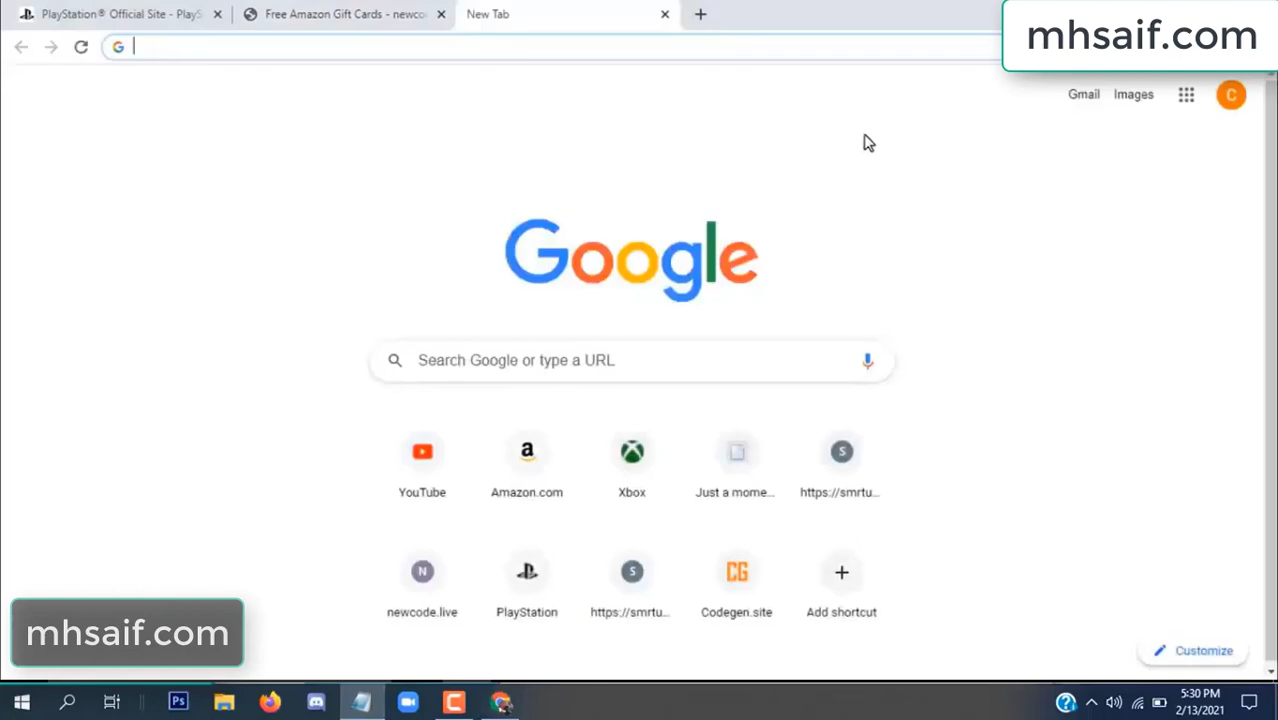 PlayStation® Official Site - PlayS
Free Amazon Gift Cards - newco
New Tab
mhsaif.com
Gmail Images
C
Google
Search Google or type a URL
YouTube Amazon.com Xbox Just a mome... https://smrtu...
newcode.live PlayStation https://smrtu... Codegen.site Add shortcut
a S
N S CG
Customize
mhsaif.com
Ps
5:30 PM
2/13/2021